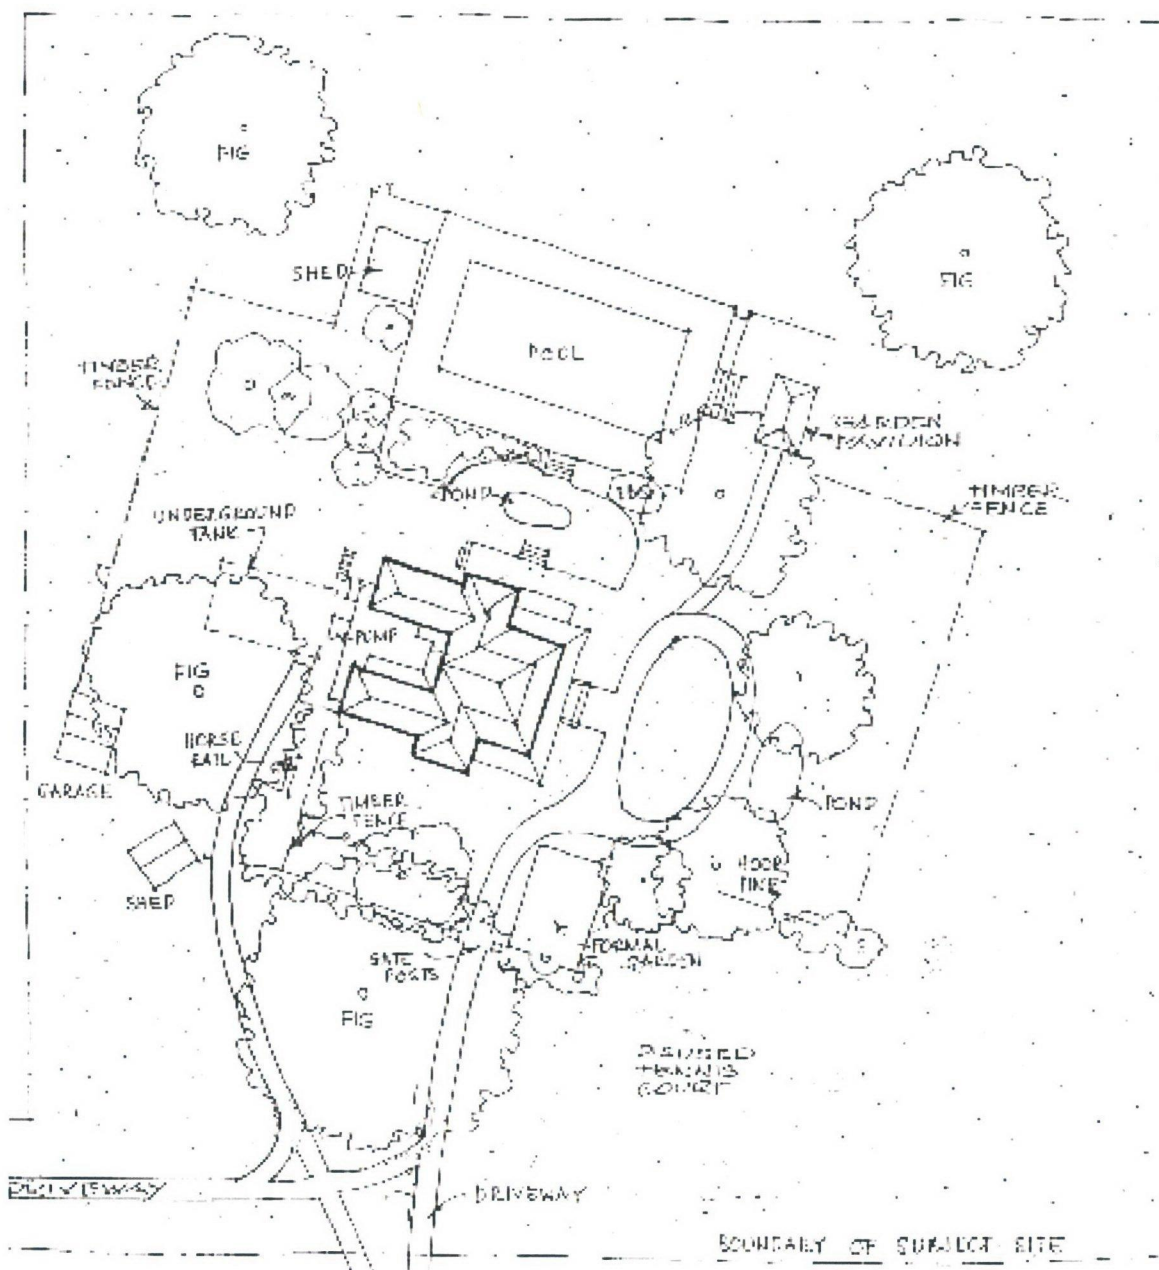 FIG
FIG
SHED
POOL
TIMBER
FENCE
GARDEN
PAVILION
POND
TIMBER
FENCE
UNDERGROUND
TANK
PUMP
FIG
HORSE
RAIL
GARAGE
POND
TIMBER
FENCE
HOOP
PINE
SHED
GATE
POSTS
FORMAL
GARDEN
FIG
TENNIS
COURT
DRIVEWAY
DRIVEWAY
BOUNDARY OF SUBJECT SITE